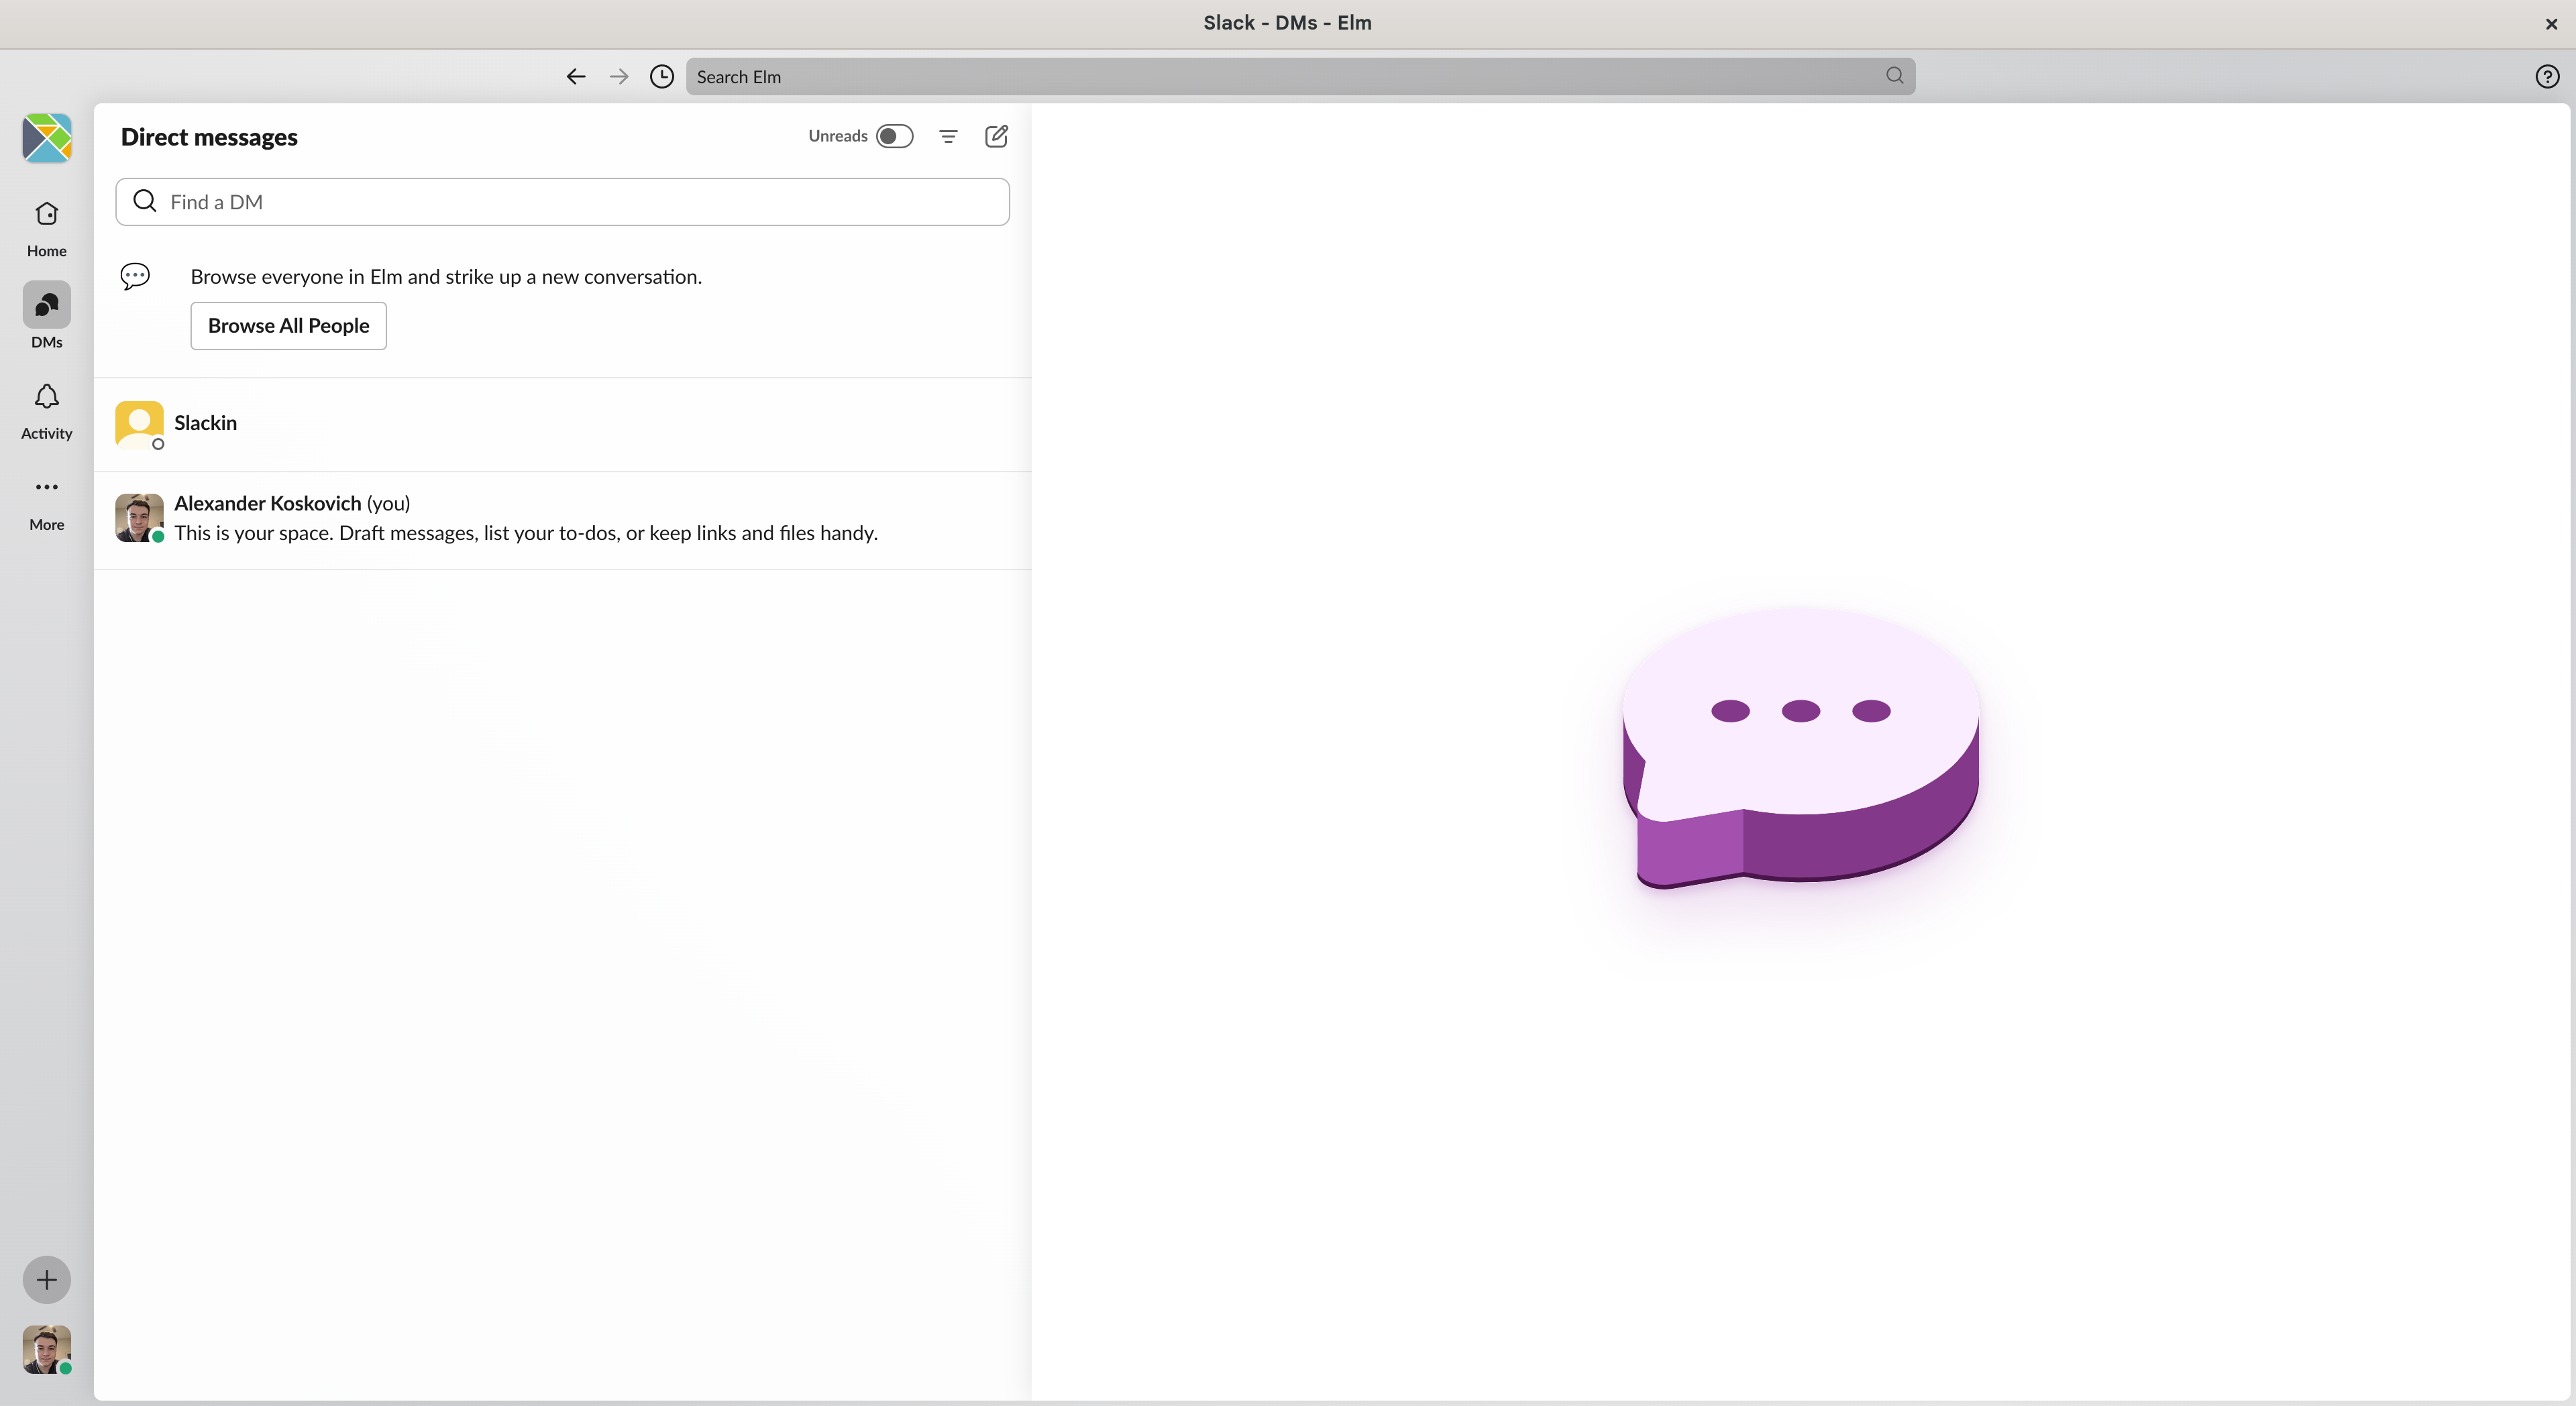 Slack - DMs - Elm
Search Elm
Home
DMs
Activity
More
Direct messages
Unreads
Find a DM
Browse everyone in Elm and strike up a new conversation.
Browse All People
Slackin
Alexander Koskovich (you)
This is your space. Draft messages, list your to-dos, or keep links and files handy.